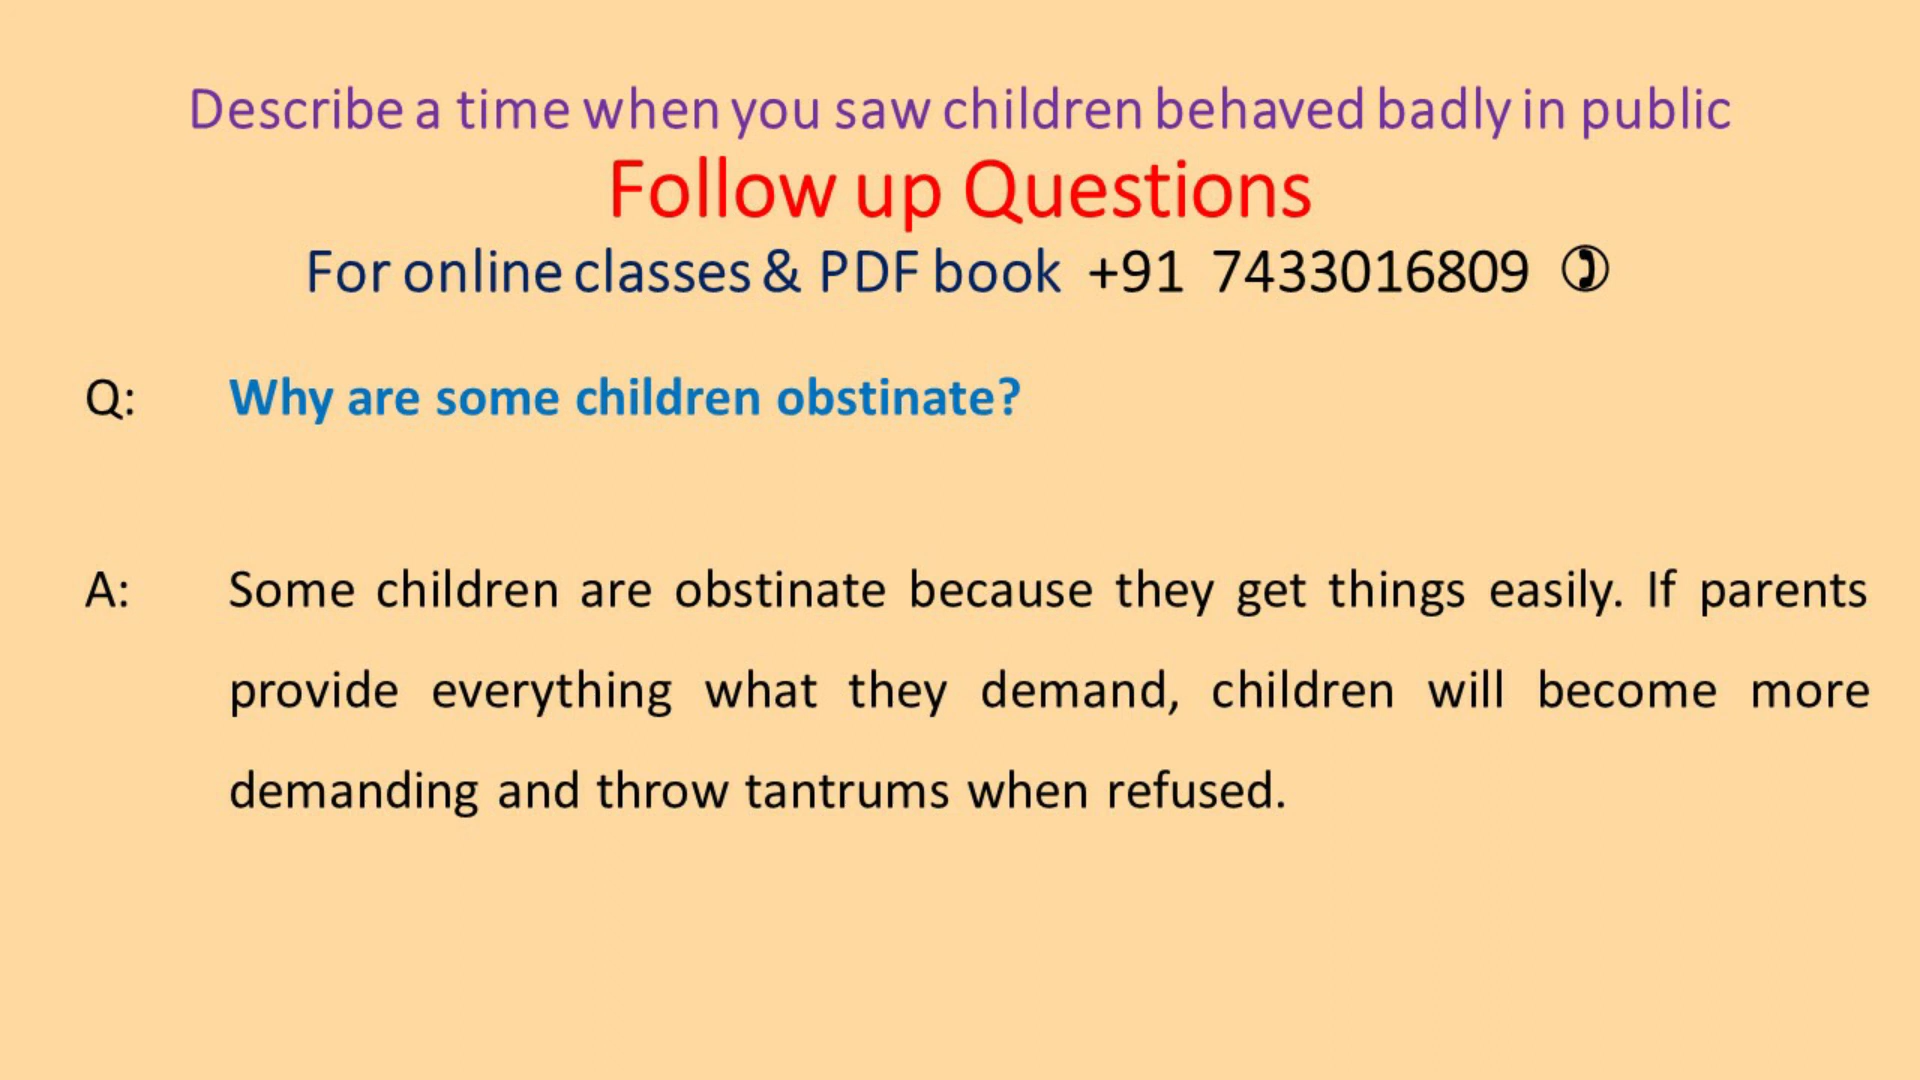 Describe a time when you saw children behaved badly in public
Follow up Questions
For online classes & PDF book +91 7433016809 ✆
Q: Why are some children obstinate?
A: Some children are obstinate because they get things easily. If parents
provide everything what they demand, children will become more
demanding and throw tantrums when refused.